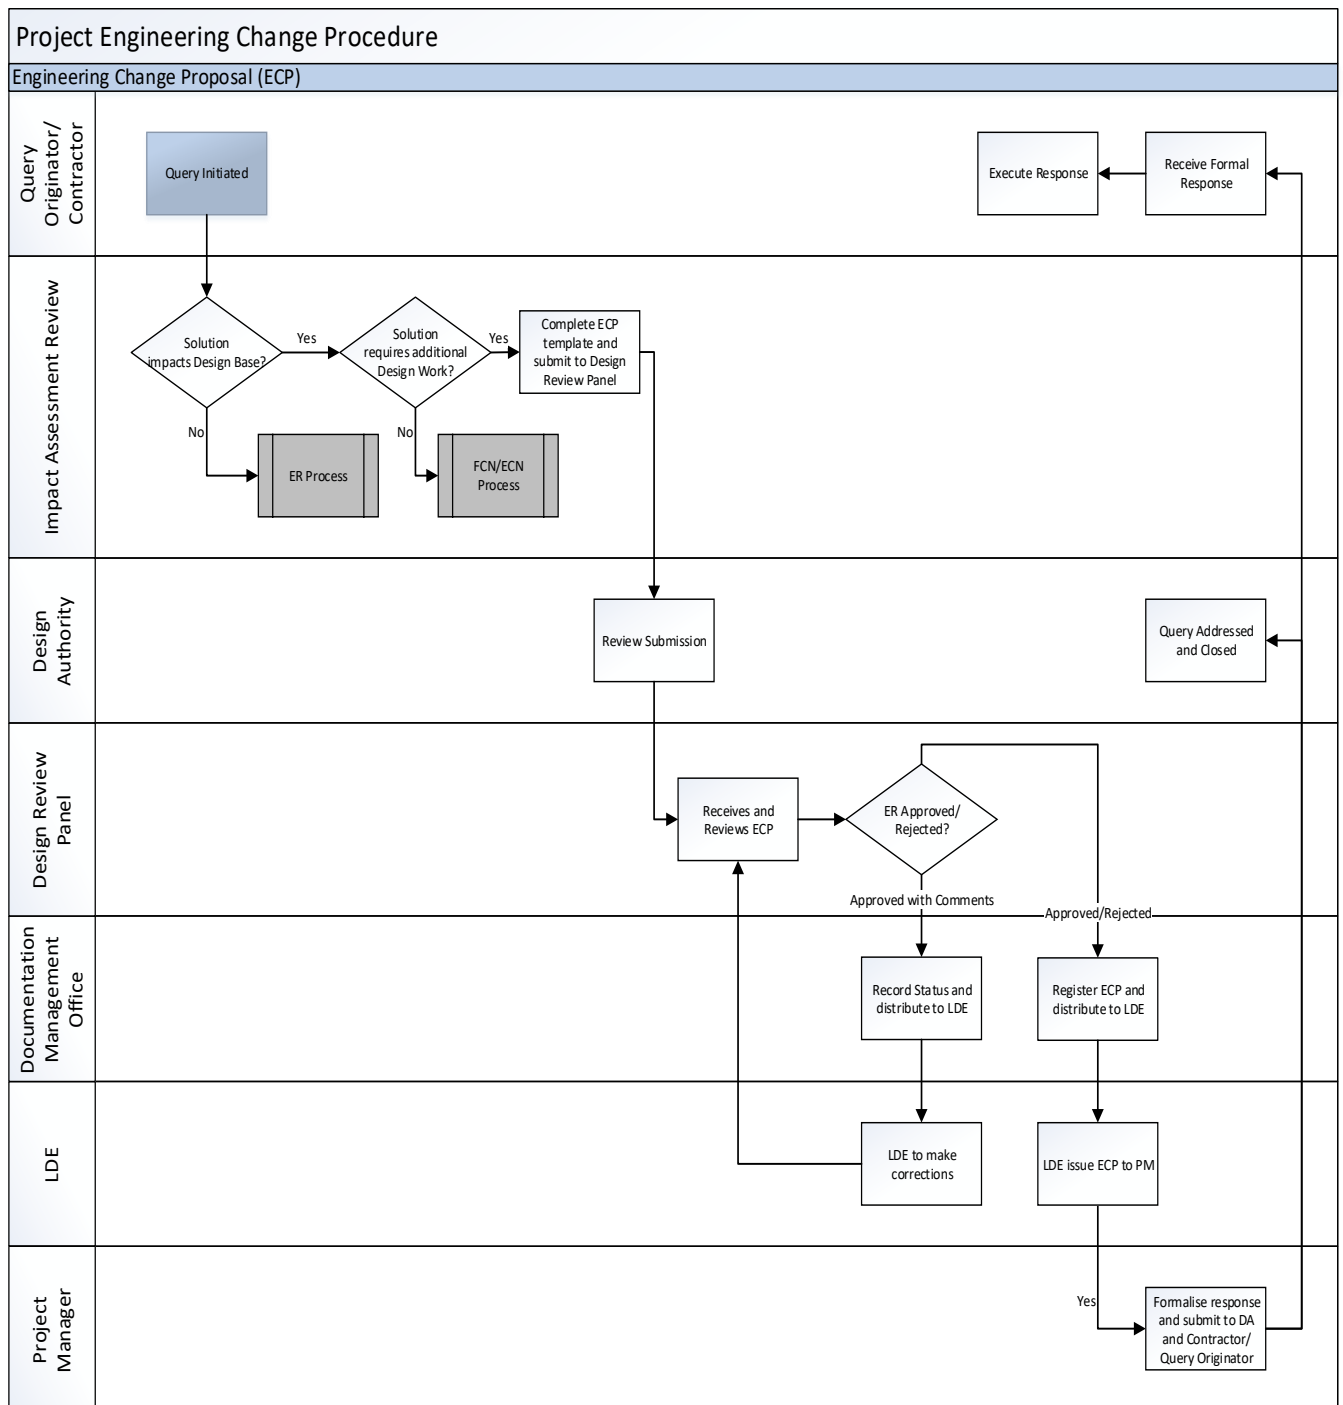 Project Engineering Change Procedure
Engineering Change Proposal (ECP)
Query
Originator/
Contractor
Query Initiated
Execute Response
Receive Formal
Response
Impact Assessment Review
Solution
impacts Design Base?
Yes
Solution
requires additional
Design Work?
Yes
Complete ECP
template and
submit to Design
Review Panel
No
ER Process
No
FCN/ECN
Process
Design
Authority
Review Submission
Query Addressed
and Closed
Design Review
Panel
Receives and
Reviews ECP
ER Approved/
Rejected?
Approved with Comments
Approved/Rejected
Documentation
Management
Office
Record Status and
distribute to LDE
Register ECP and
distribute to LDE
LDE
LDE to make
corrections
LDE issue ECP to PM
Project
Manager
Yes
Formalise response
and submit to DA
and Contractor/
Query Originator